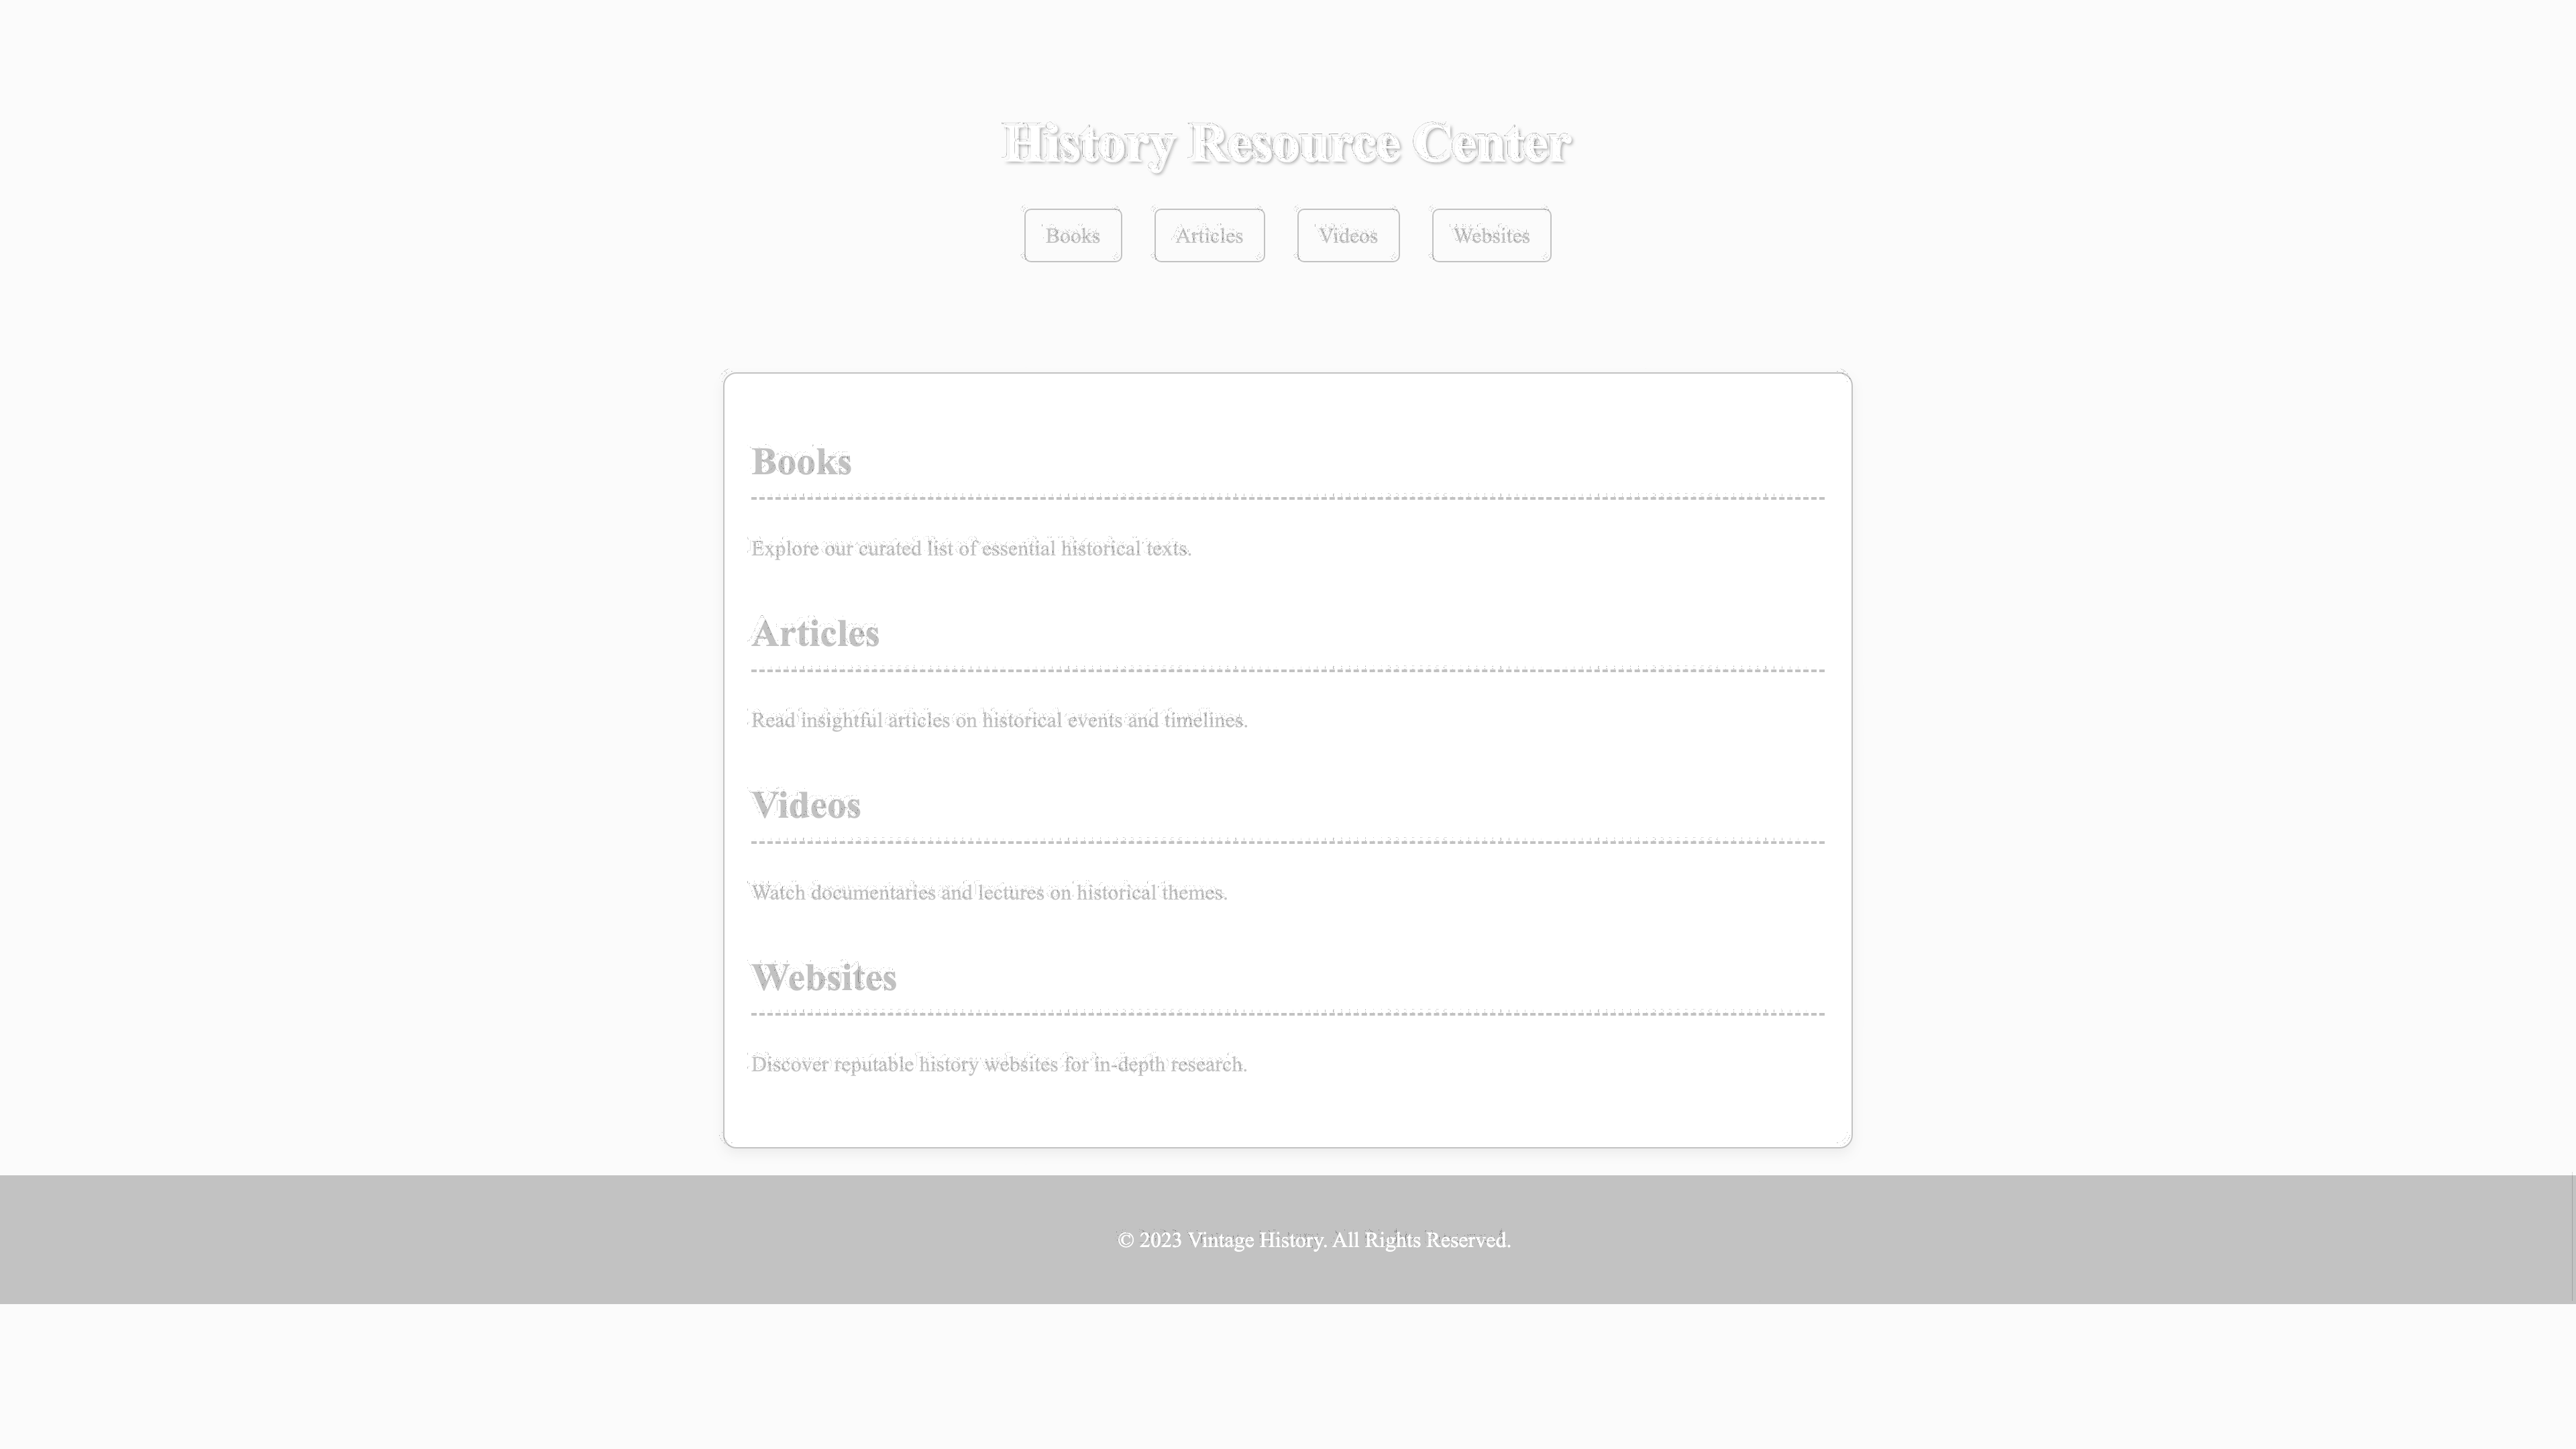 History Resource Center
Books Articles Videos Websites
Books
Explore our curated list of essential historical texts.
Articles
Read insightful articles on historical events and timelines.
Videos
Watch documentaries and lectures on historical themes.
Websites
Discover reputable history websites for in-depth research.
© 2023 Vintage History. All Rights Reserved.